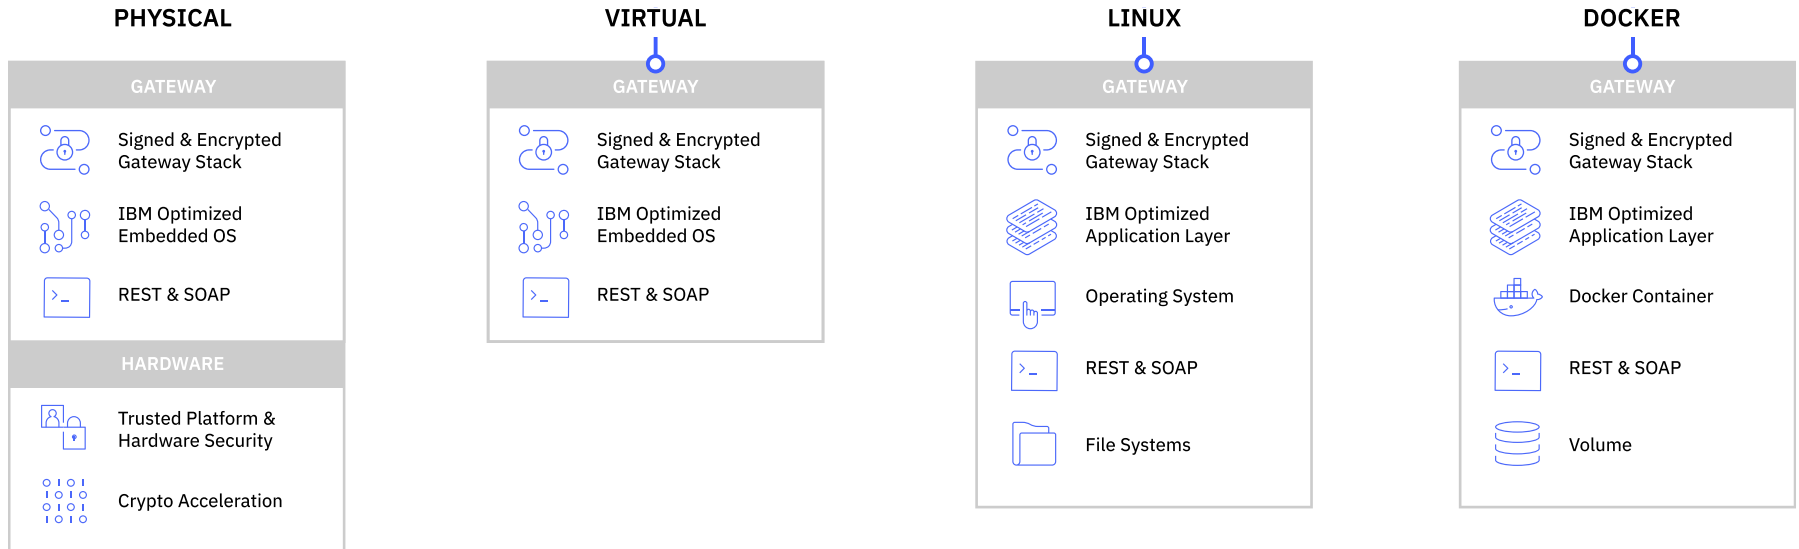 PHYSICAL
GATEWAY
Signed & Encrypted
Gateway Stack
IBM Optimized
Embedded OS
REST & SOAP
HARDWARE
Trusted Platform &
Hardware Security
Crypto Acceleration
VIRTUAL
GATEWAY
Signed & Encrypted
Gateway Stack
IBM Optimized
Embedded OS
REST & SOAP
LINUX
GATEWAY
Signed & Encrypted
Gateway Stack
IBM Optimized
Application Layer
Operating System
REST & SOAP
File Systems
DOCKER
GATEWAY
Signed & Encrypted
Gateway Stack
IBM Optimized
Application Layer
Docker Container
REST & SOAP
Volume